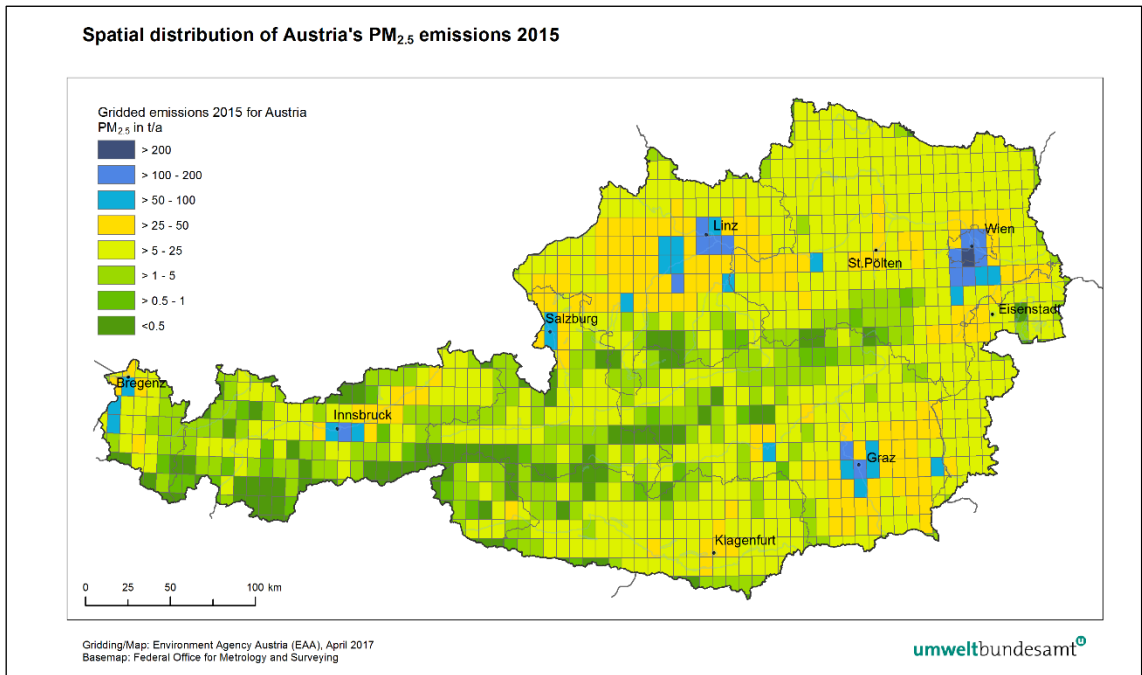 Spatial distribution of Austria's PM2.5 emissions 2015
Gridded emissions 2015 for Austria
PM2.5 in t/a
> 200
> 100 - 200
> 50 - 100
> 25 - 50
> 5 - 25
> 1 - 5
> 0.5 - 1
<0.5
Linz
Wien
St.Pölten
Eisenstadt
Salzburg
Bregenz
Innsbruck
Graz
Klagenfurt
0 25 50 100 km
Gridding/Map: Environment Agency Austria (EAA), April 2017
Basemap: Federal Office for Metrology and Surveying
umweltbundesamt